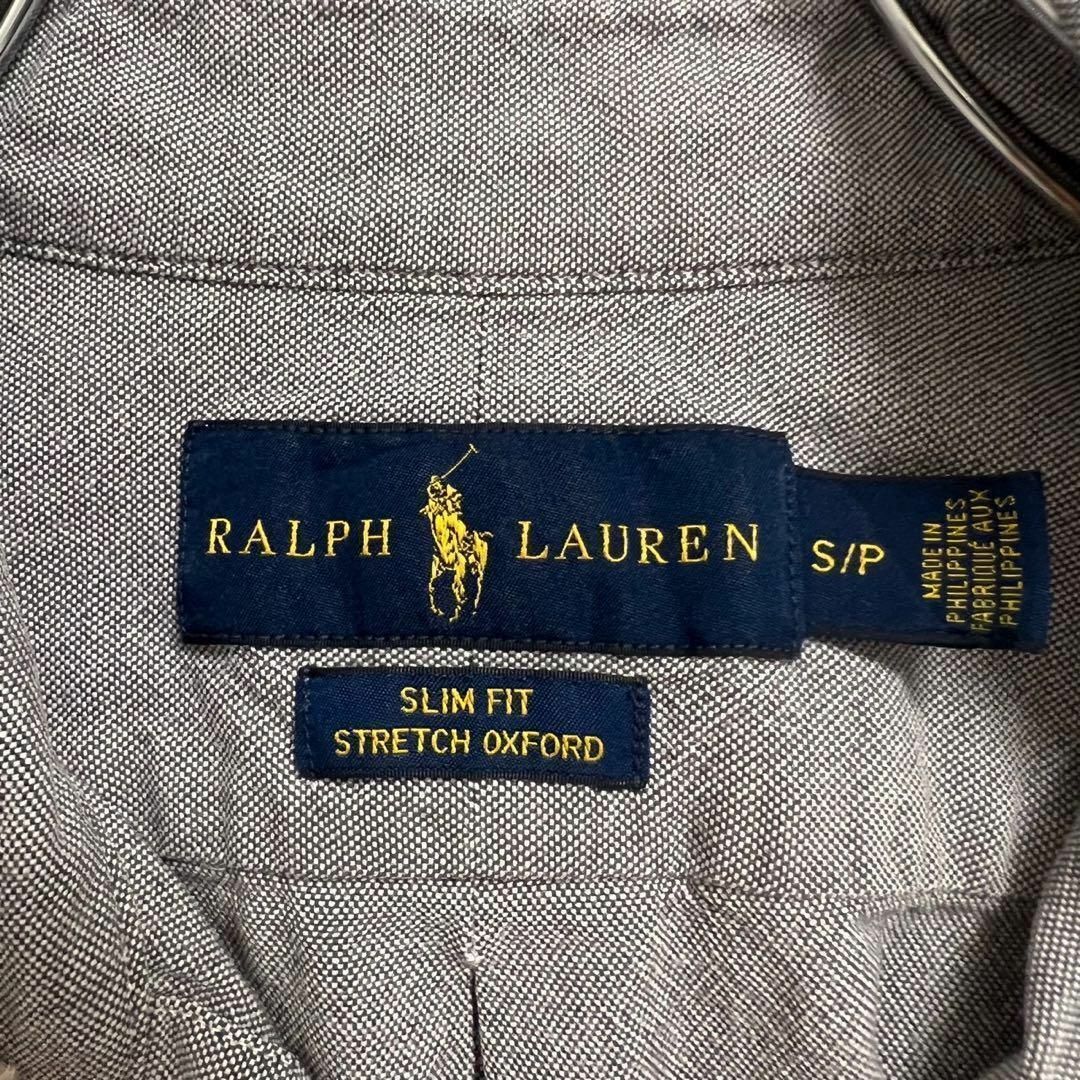 RALPH LAUREN
S/P
MADE IN
PHILIPPINES
FABRIQUÉ AUX
PHILIPPINES
SLIM FIT
STRETCH OXFORD